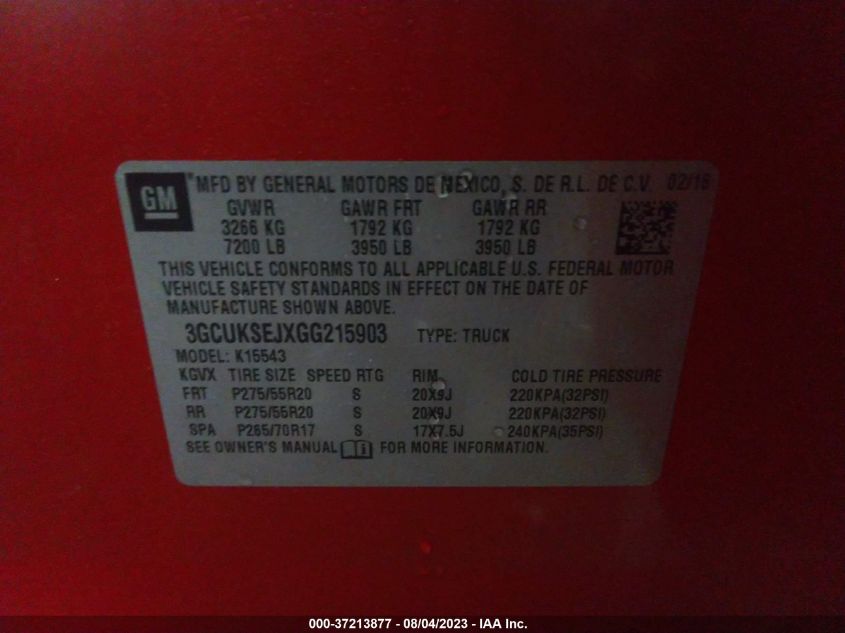 GM MFD BY GENERAL MOTORS DE MEXICO, S. DE R.L. DE C.V. 02/16
GVWR GAWR FRT GAWR RR
3266 KG 1792 KG 1792 KG
7200 LB 3950 LB 3950 LB
THIS VEHICLE CONFORMS TO ALL APPLICABLE U.S. FEDERAL MOTOR
VEHICLE SAFETY STANDARDS IN EFFECT ON THE DATE OF
MANUFACTURE SHOWN ABOVE.
3GCUKSEJXGG215903 TYPE: TRUCK
MODEL: K15543
KGVX TIRE SIZE SPEED RTG RIM COLD TIRE PRESSURE
FRT P275/55R20 S 20X9J 220KPA(32PSI)
RR P275/55R20 S 20X9J 220KPA(32PSI)
SPA P265/70R17 S 17X7.5J 240KPA(35PSI)
SEE OWNER'S MANUAL FOR MORE INFORMATION.
000-37213877 - 08/04/2023 - IAA Inc.